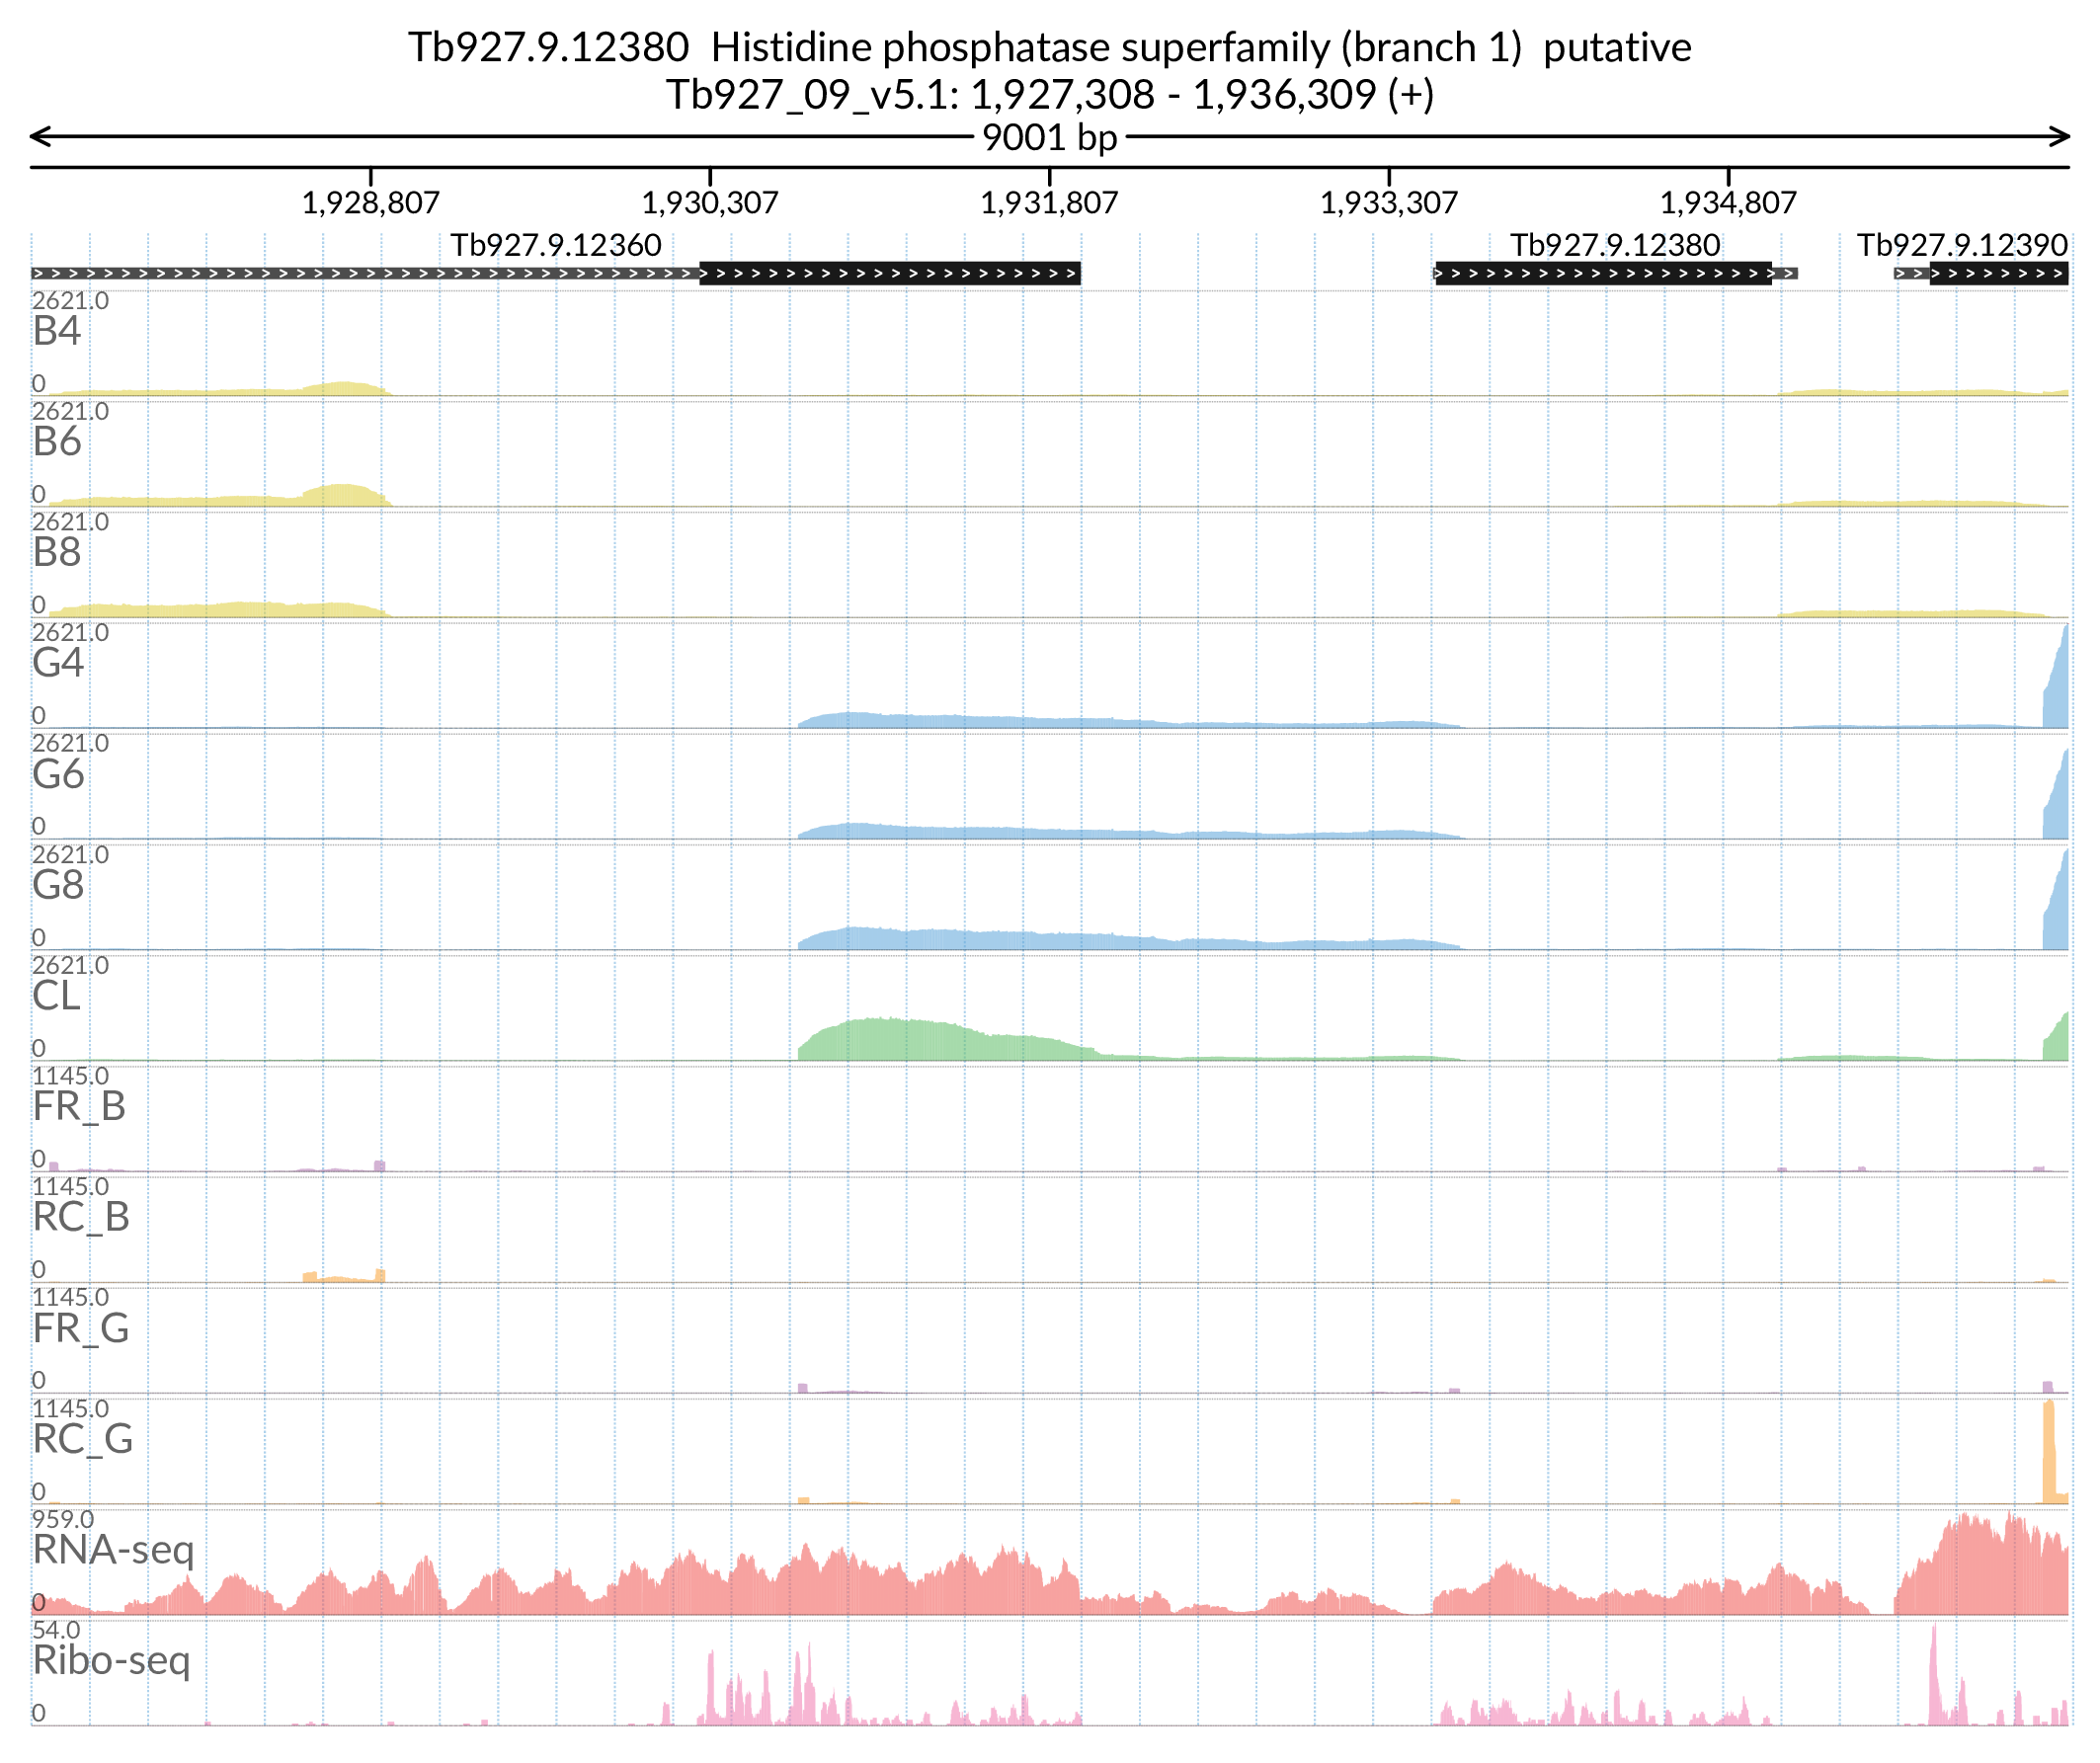 Tb927.9.12380 Histidine phosphatase superfamily (branch 1) putative
Tb927_09_v5.1: 1,927,308 - 1,936,309 (+)
9001 bp
1,928,807 1,930,307 1,931,807 1,933,307 1,934,807
Tb927.9.12360 Tb927.9.12380 Tb927.9.12390
2621.0
B4
0
2621.0
B6
0
2621.0
B8
0
2621.0
G4
0
2621.0
G6
0
2621.0
G8
0
2621.0
CL
0
1145.0
FR_B
0
1145.0
RC_B
0
1145.0
FR_G
0
1145.0
RC_G
0
959.0
RNA-seq
0
54.0
Ribo-seq
0